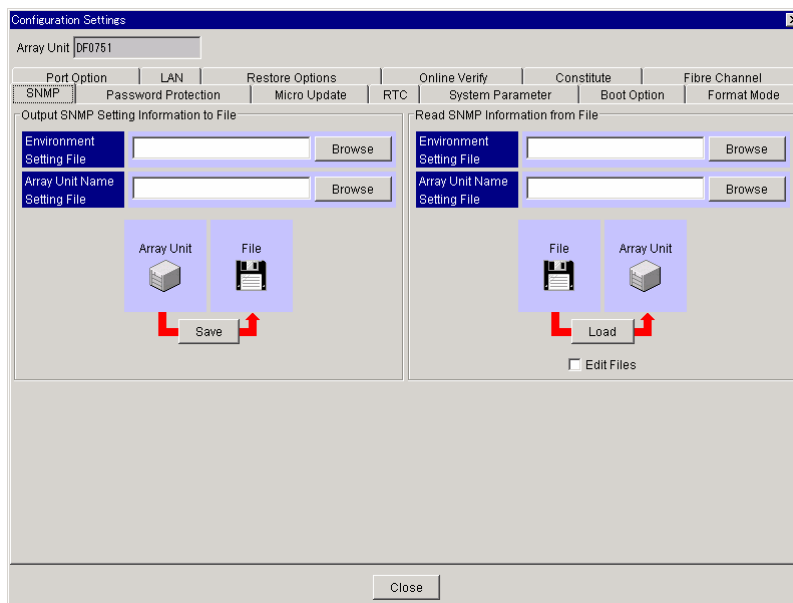 Configuration Settings
Array Unit DF0751
Port Option LAN Restore Options Online Verify Constitute Fibre Channel
SNMP Password Protection Micro Update RTC System Parameter Boot Option Format Mode
Output SNMP Setting Information to File
Environment
Setting File
Browse
Array Unit Name
Setting File
Browse
Array Unit
File
Save
Read SNMP Information from File
Environment
Setting File
Browse
Array Unit Name
Setting File
Browse
File
Array Unit
Load
Edit Files
Close